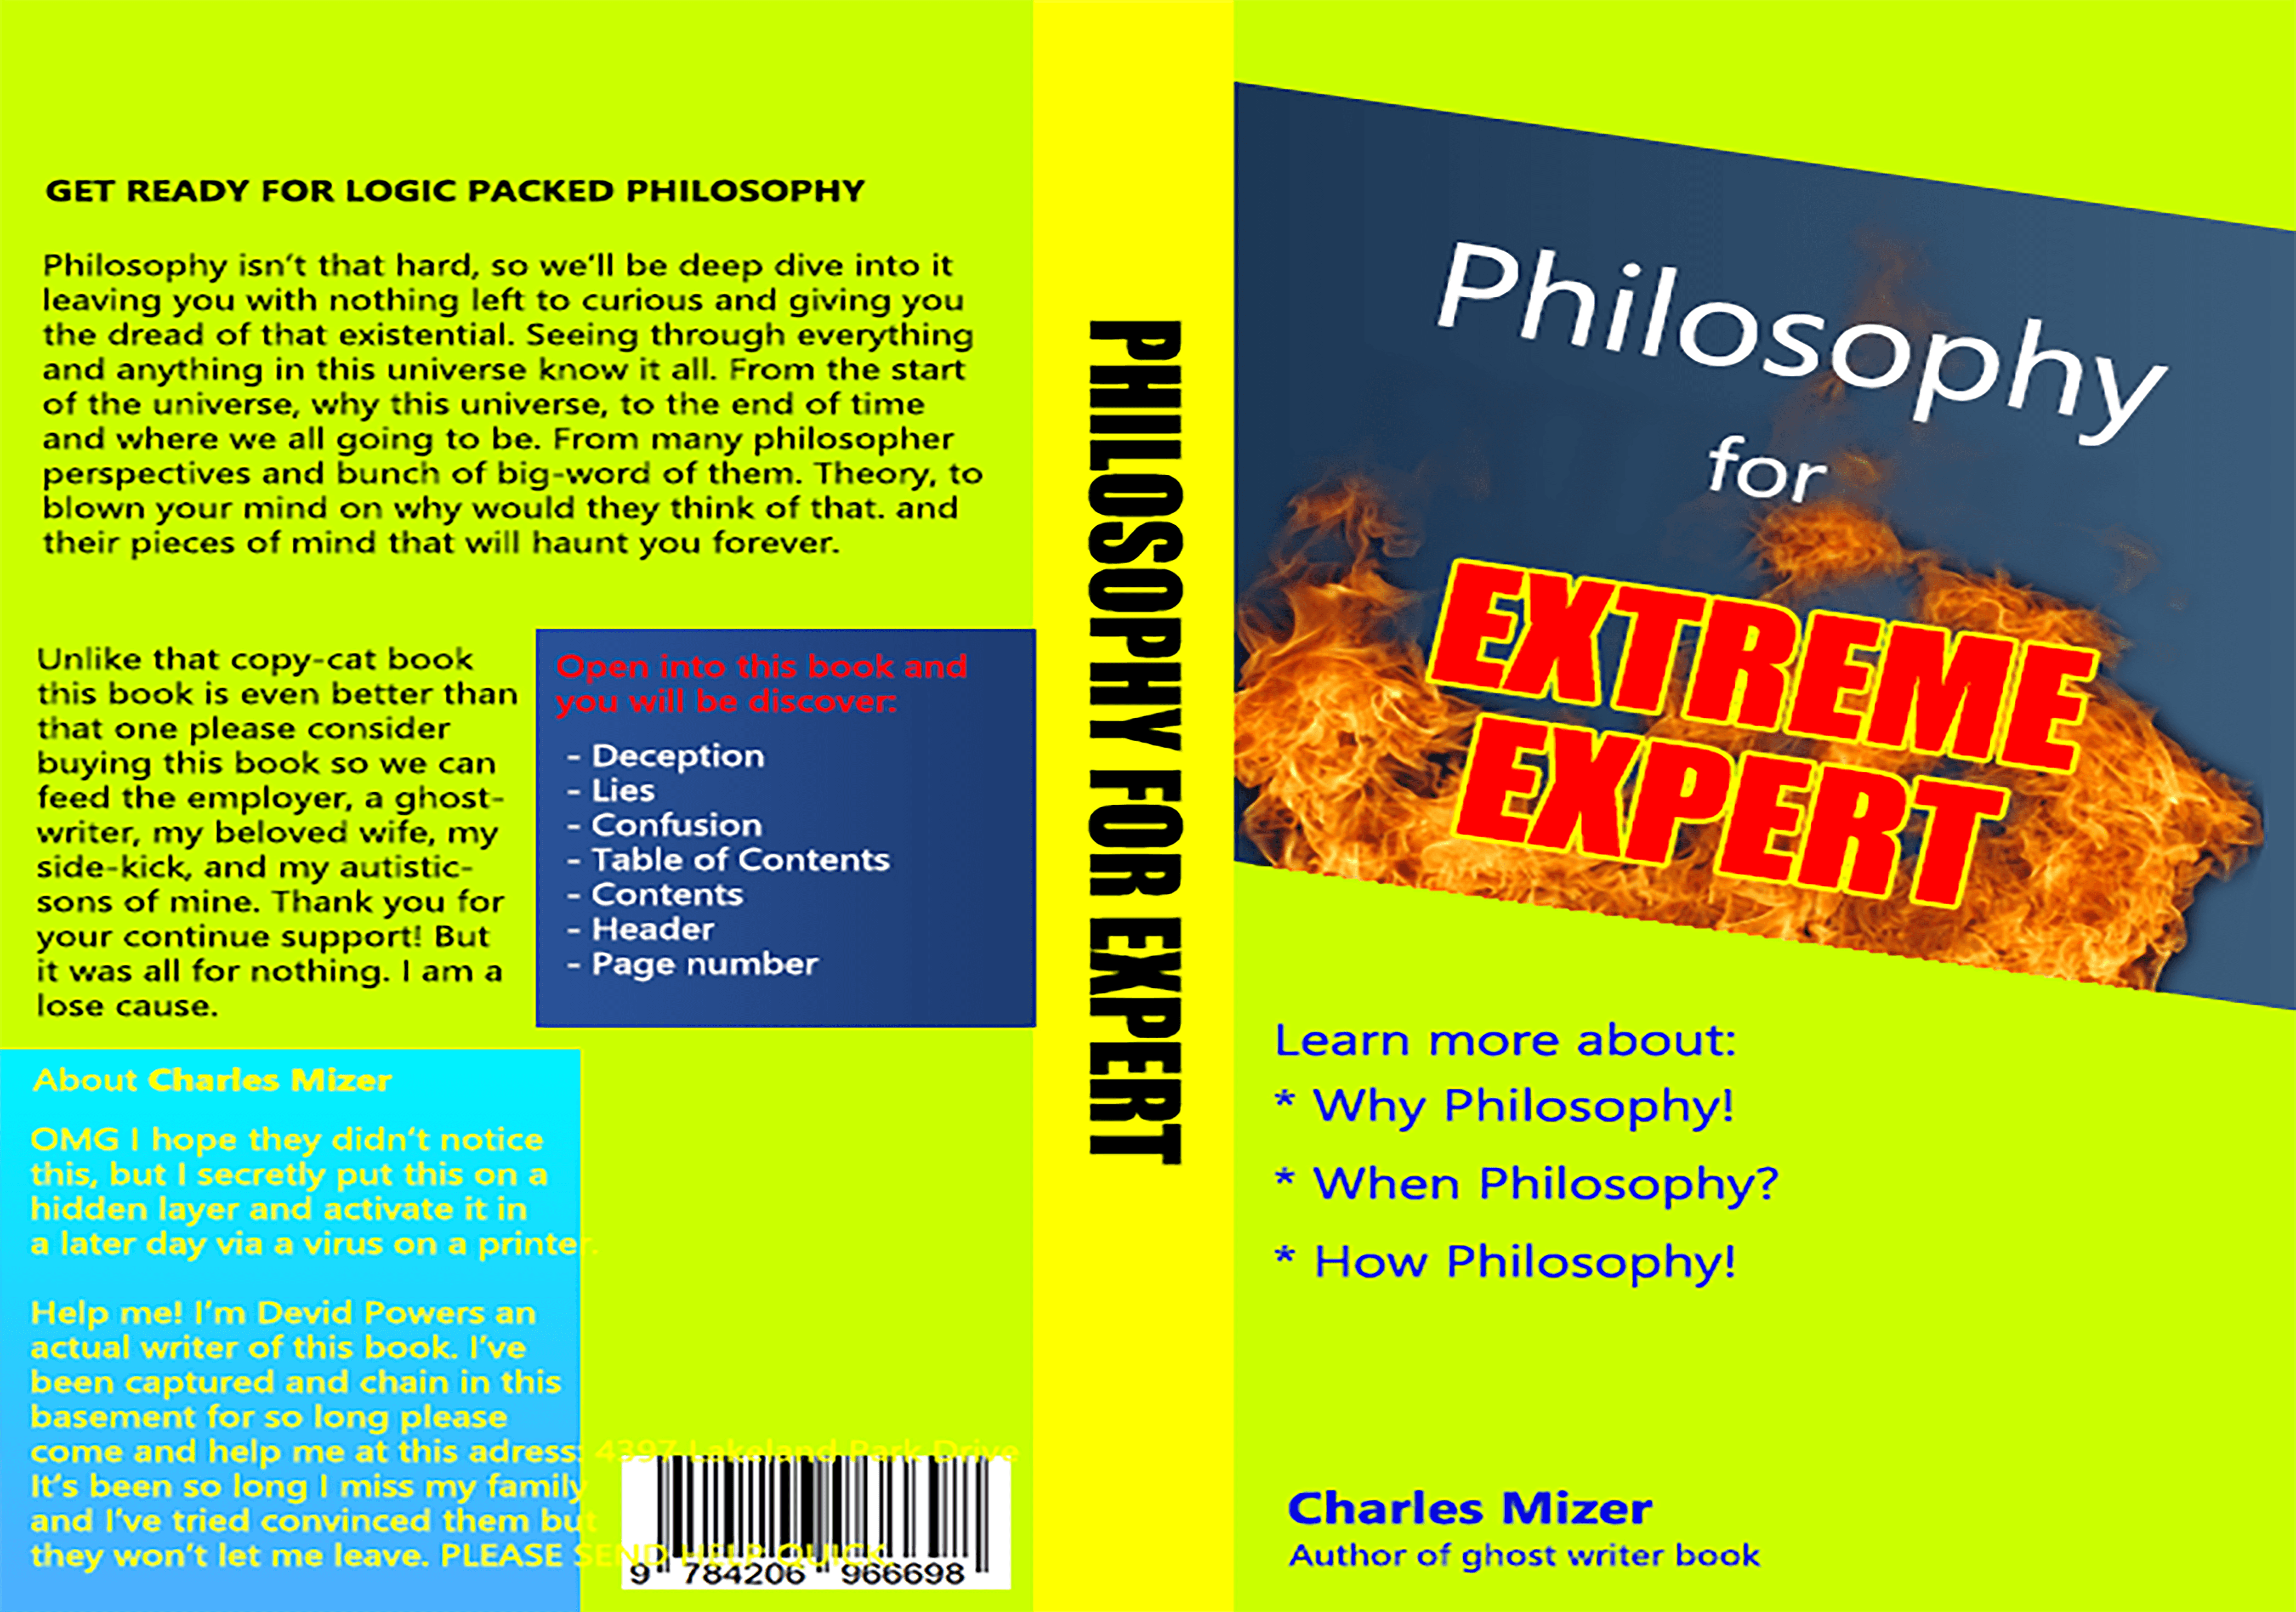 GET READY FOR LOGIC PACKED PHILOSOPHY
Philosophy isn't that hard, so we'll be deep dive into it
leaving you with nothing left to curious and giving you
the dread of that existential. Seeing through everything
and anything in this universe know it all. From the start
of the universe, why this universe, to the end of time
and where we all going to be. From many philosopher
perspectives and bunch of big-word of them. Theory, to
blown your mind on why would they think of that. and
their pieces of mind that will haunt you forever.
Unlike that copy-cat book
this book is even better than
that one please consider
buying this book so we can
feed the employer, a ghost-
writer, my beloved wife, my
side-kick, and my autistic-
sons of mine. Thank you for
your continue support! But
it was all for nothing. I am a
lose cause.
Open into this book and
you will be discover:
- Deception
- Lies
- Confusion
- Table of Contents
- Contents
- Header
- Page number
About Charles Mizer
OMG I hope they didn't notice
this, but I secretly put this on a
hidden layer and activate it in
a later day via a virus on a printer.
Help me! I'm Devid Powers an
actual writer of this book. I've
been captured and chain in this
basement for so long please
come and help me at this adress: 4397 Lakeland Park Drive
It's been so long I miss my family
and I've tried convinced them but
they won't let me leave. PLEASE SEND HELP QUICK.
9 784206 966698
PHILOSOPHY FOR EXPERT
Philosophy
for
EXTREME
EXPERT
Learn more about:
* Why Philosophy!
* When Philosophy?
* How Philosophy!
Charles Mizer
Author of ghost writer book